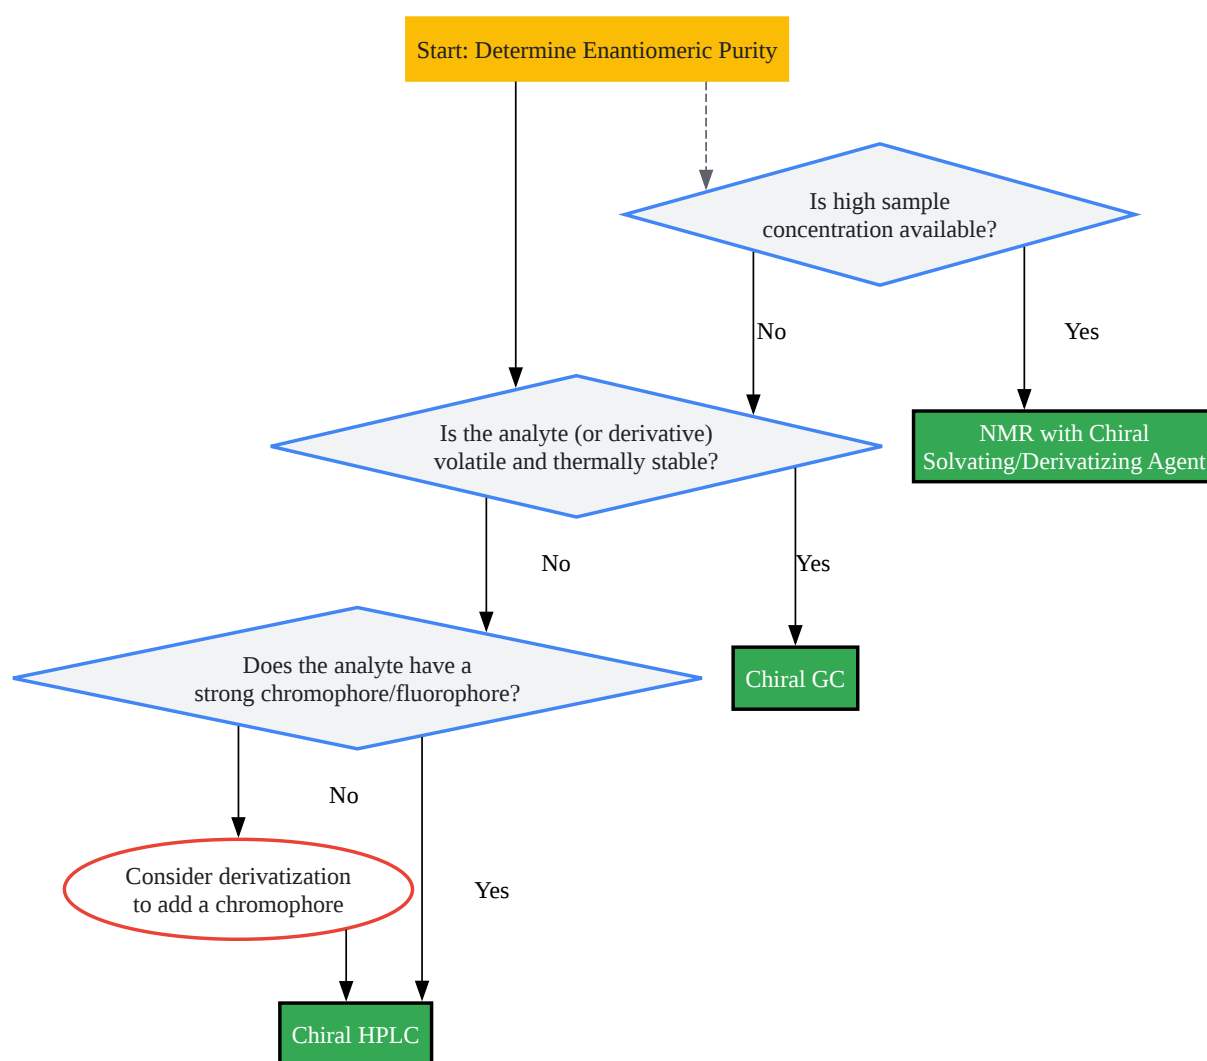 Start: Determine Enantiomeric Purity
Is high sample
concentration available?
No
Yes
Is the analyte (or derivative)
volatile and thermally stable?
NMR with Chiral
Solvating/Derivatizing Agent
No
Yes
Does the analyte have a
strong chromophore/fluorophore?
Chiral GC
No
Consider derivatization
to add a chromophore
Yes
Chiral HPLC